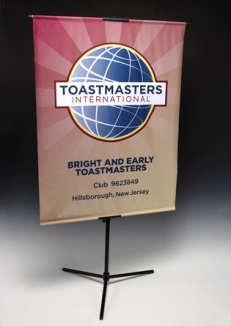 TOASTMASTERS
INTERNATIONAL
BRIGHT AND EARLY
TOASTMASTERS
Club 9623849
Hillsborough, New Jersey